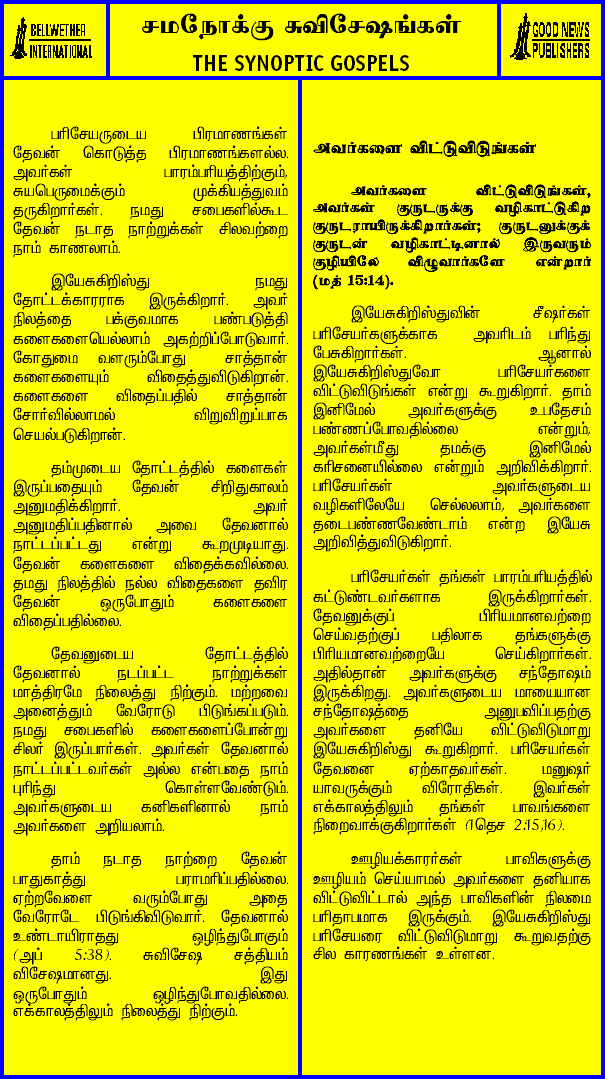 BELLWETHER
INTERNATIONAL
சமநோக்கு சுவிசேஷங்கள்
THE SYNOPTIC GOSPELS
GOOD NEWS
PUBLISHERS
பரிசேயருடைய பிரமாணங்கள்
தேவன் கொடுத்த பிரமாணங்களல்ல.
அவர்கள் பாரம்பரியத்திற்கும்,
சுயபெருமைக்கும் முக்கியத்துவம்
தருகிறார்கள். நமது சபைகளில்கூட
தேவன் நடாத நாற்றுக்கள் சிலவற்றை
நாம் காணலாம்.
இயேசுகிறிஸ்து நமது
தோட்டக்காரராக இருக்கிறார். அவர்
நிலத்தை பக்குவமாக பண்படுத்தி
களைகளையெல்லாம் அகற்றிப்போடுவார்.
கோதுமை வளரும்போது சாத்தான்
களைகளையும் விதைத்துவிடுகிறான்.
களைகளை விதைப்பதில் சாத்தான்
சோர்வில்லாமல் விறுவிறுப்பாக
செயல்படுகிறான்.
தம்முடைய தோட்டத்தில் களைகள்
இருப்பதையும் தேவன் சிறிதுகாலம்
அனுமதிக்கிறார். அவர்
அனுமதிப்பதினால் அவை தேவனால்
நாட்டப்பட்டது என்று கூறமுடியாது.
தேவன் களைகளை விதைக்கவில்லை.
தமது நிலத்தில் நல்ல விதைகளை தவிர
தேவன் ஒருபோதும் களைகளை
விதைப்பதில்லை.
தேவனுடைய தோட்டத்தில்
தேவனால் நடப்பட்ட நாற்றுக்கள்
மாத்திரமே நிலைத்து நிற்கும். மற்றவை
அனைத்தும் வேரோடு பிடுங்கப்படும்.
நமது சபைகளில் களைகளைப்போன்று
சிலர் இருப்பார்கள். அவர்கள் தேவனால்
நாட்டப்பட்டவர்கள் அல்ல என்பதை நாம்
புரிந்து கொள்ளவேண்டும்.
அவர்களுடைய கனிகளினால் நாம்
அவர்களை அறியலாம்.
தாம் நடாத நாற்றை தேவன்
பாதுகாத்து பராமரிப்பதில்லை.
ஏற்றவேளை வரும்போது அதை
வேரோடே பிடுங்கிவிடுவார். தேவனால்
உண்டாயிராதது ஒழிந்துபோகும்
(அப் 5:38). சுவிசேஷ சத்தியம்
விசேஷமானது. இது
ஒருபோதும் ஒழிந்துபோவதில்லை.
எக்காலத்திலும் நிலைத்து நிற்கும்.
அவர்களை விட்டுவிடுங்கள்
அவர்களை விட்டுவிடுங்கள்,
அவர்கள் குருடருக்கு வழிகாட்டுகிற
குருடராயிருக்கிறார்கள்; குருடனுக்குக்
குருடன் வழிகாட்டினால் இருவரும்
குழியிலே விழுவார்களே என்றார்
(மத் 15:14).
இயேசுகிறிஸ்துவின் சீஷர்கள்
பரிசேயர்களுக்காக அவரிடம் பரிந்து
பேசுகிறார்கள். ஆனால்
இயேசுகிறிஸ்துவோ பரிசேயர்களை
விட்டுவிடுங்கள் என்று கூறுகிறார். தாம்
இனிமேல் அவர்களுக்கு உபதேசம்
பண்ணப்போவதில்லை என்றும்,
அவர்கள்மீது தமக்கு இனிமேல்
கரிசனையில்லை என்றும் அறிவிக்கிறார்.
பரிசேயர்கள் அவர்களுடைய
வழிகளிலேயே செல்லலாம், அவர்களை
தடைபண்ணவேண்டாம் என்ற இயேசு
அறிவித்துவிடுகிறார்.
பரிசேயர்கள் தங்கள் பாரம்பரியத்தில்
கட்டுண்டவர்களாக இருக்கிறார்கள்.
தேவனுக்குப் பிரியமானவற்றை
செய்வதற்குப் பதிலாக தங்களுக்கு
பிரியமானவற்றையே செய்கிறார்கள்.
அதில்தான் அவர்களுக்கு சந்தோஷம்
இருக்கிறது. அவர்களுடைய மாயையான
சந்தோஷத்தை அனுபவிப்பதற்கு
அவர்களை தனியே விட்டுவிடுமாறு
இயேசுகிறிஸ்து கூறுகிறார். பரிசேயர்கள்
தேவனை ஏற்காதவர்கள். மனுஷர்
யாவருக்கும் விரோதிகள். இவர்கள்
எக்காலத்திலும் தங்கள் பாவங்களை
நிறைவாக்குகிறார்கள் (1தெச 2:15,16).
ஊழியக்காரர்கள் பாவிகளுக்கு
ஊழியம் செய்யாமல் அவர்களை தனியாக
விட்டுவிட்டால் அந்த பாவிகளின் நிலமை
பரிதாபமாக இருக்கும். இயேசுகிறிஸ்து
பரிசேயரை விட்டுவிடுமாறு கூறுவதற்கு
சில காரணங்கள் உள்ளன.